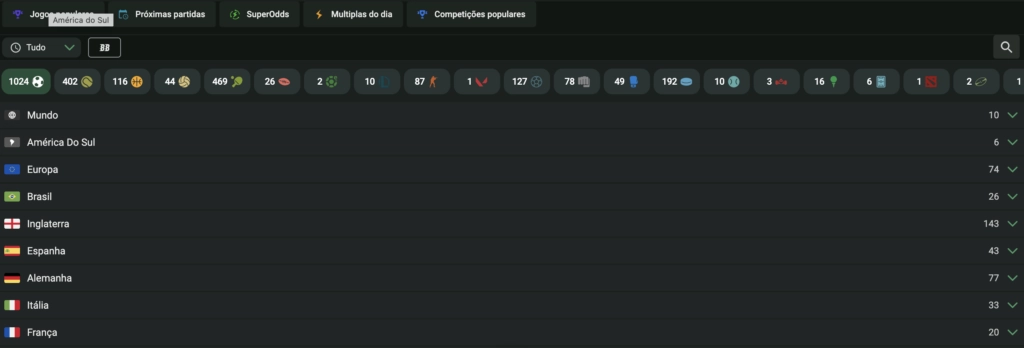 Jogos populares Próximas partidas SuperOdds Multiplas do dia Competições populares
América do Sul
Tudo BB
1024 402 116 44 469 26 2 10 87 1 127 78 49 192 10 3 16 6 1 2 1
Mundo 10
América Do Sul 6
Europa 74
Brasil 26
Inglaterra 143
Espanha 43
Alemanha 77
Itália 33
França 20